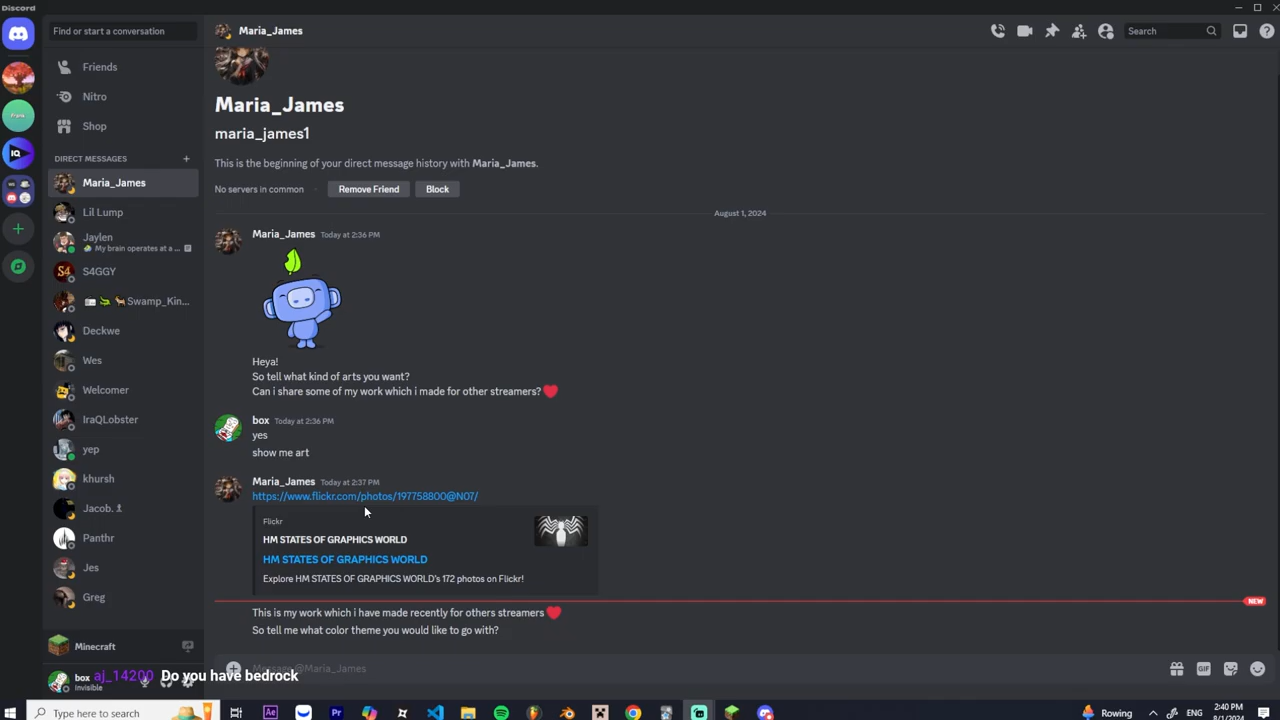 Discord
Find or start a conversation
Maria_James
Search
Friends
Nitro
Shop
DIRECT MESSAGES
Maria_James
Lil Lump
Jaylen
My brain operates at a ...
S4GGY
Swamp_Kin...
Deckwe
Wes
Welcomer
IraQLobster
yep
khursh
Jacob.
Panthr
Jes
Greg
Minecraft
box
Invisible
aj_14200 Do you have bedrock
Maria_James
maria_james1
This is the beginning of your direct message history with Maria_James.
No servers in common
Remove Friend
Block
August 1, 2024
Maria_James Today at 2:36 PM
Heya!
So tell what kind of arts you want?
Can i share some of my work which i made for other streamers?
box Today at 2:36 PM
yes
show me art
Maria_James Today at 2:37 PM
https://www.flickr.com/photos/197758800@N07/
Flickr
HM STATES OF GRAPHICS WORLD
HM STATES OF GRAPHICS WORLD
Explore HM STATES OF GRAPHICS WORLD's 172 photos on Flickr!
NEW
This is my work which i have made recently for others streamers
So tell me what color theme you would like to go with?
Message @Maria_James
GIF
Type here to search
Rowing
ENG
2:40 PM
8/1/2024